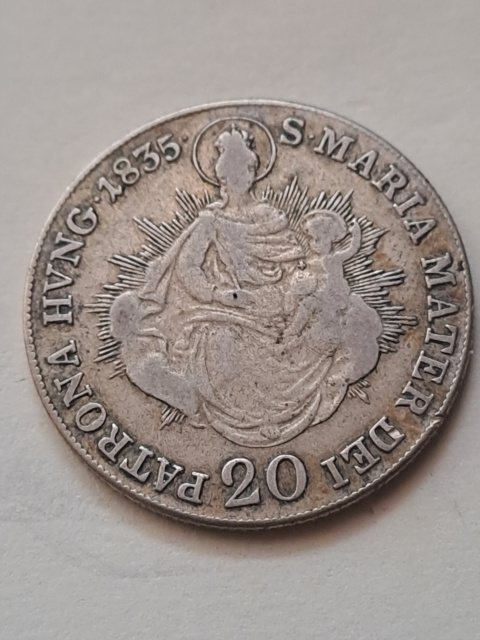 S·MARIA MATER DEI
20
PATRONA HVNG·1835·